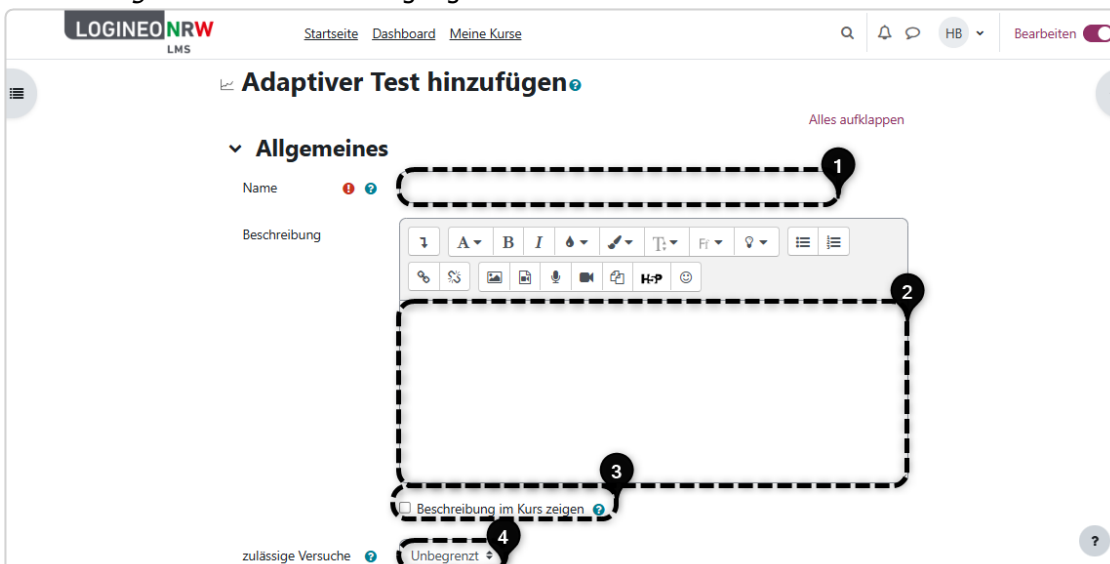 LOGINEO NRW
LMS
Startseite Dashboard Meine Kurse
HB
Bearbeiten
Adaptiver Test hinzufügen
Alles aufklappen
Allgemeines
1
Name
Beschreibung
A B I T: Ff
H-P
2
3
Beschreibung im Kurs zeigen
4
zulässige Versuche Unbegrenzt
?